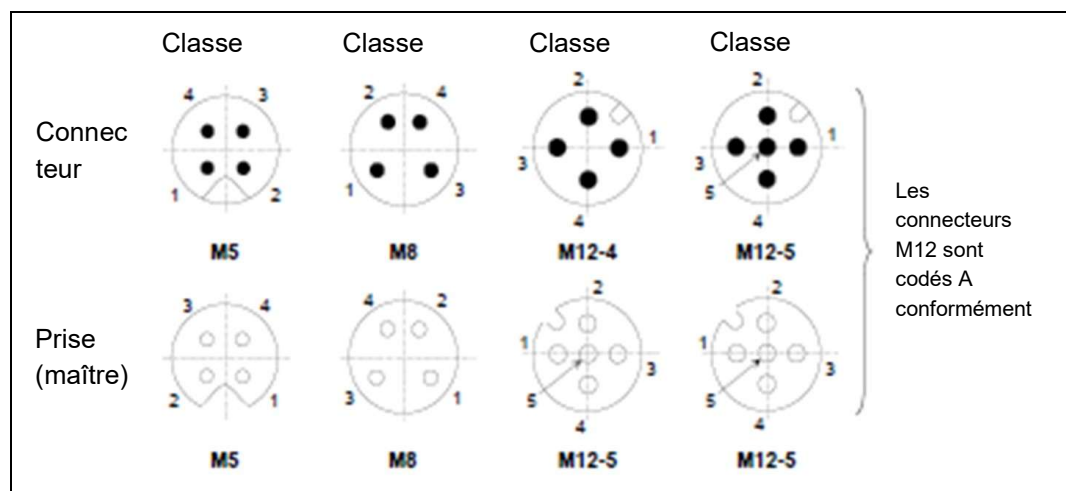 Classe Classe Classe Classe
4 3 2 4 2 2
Connec
teur
1 1
3 3
1 2 1 3 5
4 4
M5 M8 M12-4 M12-5
Les
connecteurs
M12 sont
codés A
conformément
3 4 4 2 2 2
Prise
(maître)
1 1
3 3
2 1 3 1 5 5
4 4
M5 M8 M12-5 M12-5